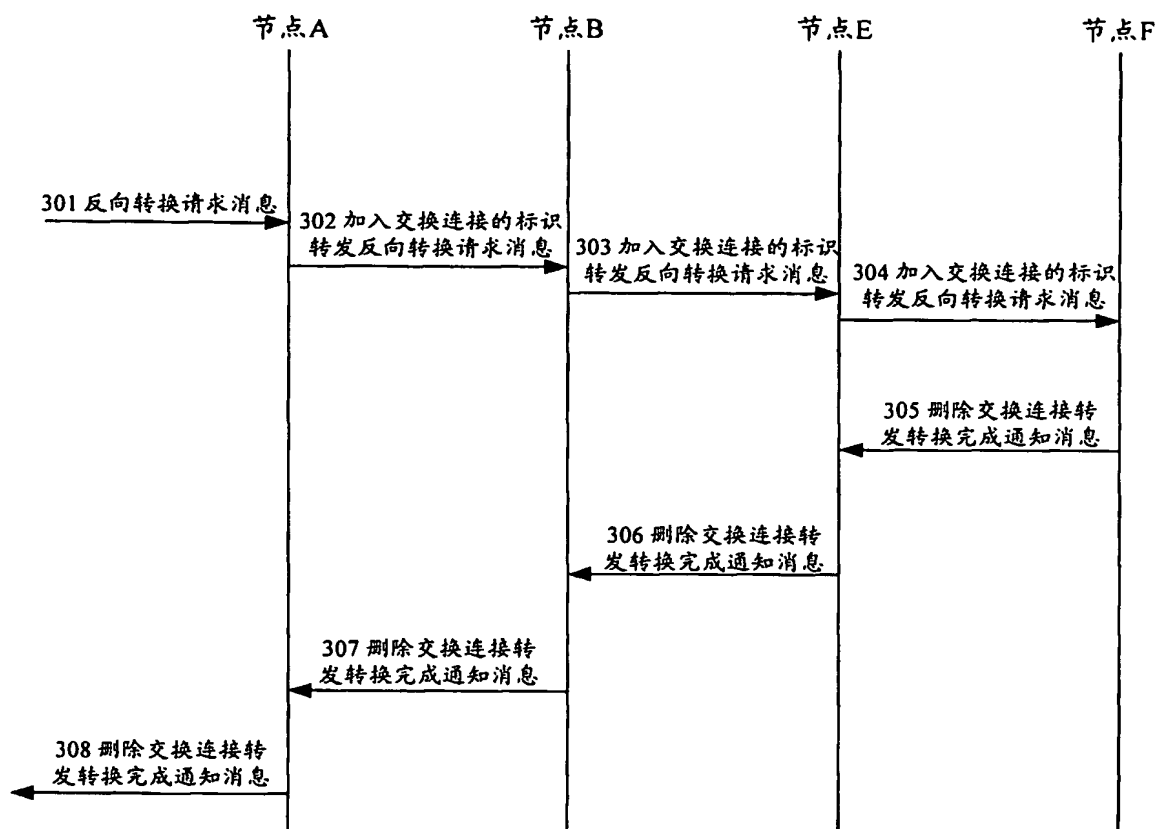 节点A
节点B
节点E
节点F
301 反向转换请求消息
302 加入交换连接的标识
转发反向转换请求消息
303 加入交换连接的标识
转发反向转换请求消息
304 加入交换连接的标识
转发反向转换请求消息
305 删除交换连接转
发转换完成通知消息
306 删除交换连接转
发转换完成通知消息
307 删除交换连接转
发转换完成通知消息
308 删除交换连接转
发转换完成通知消息